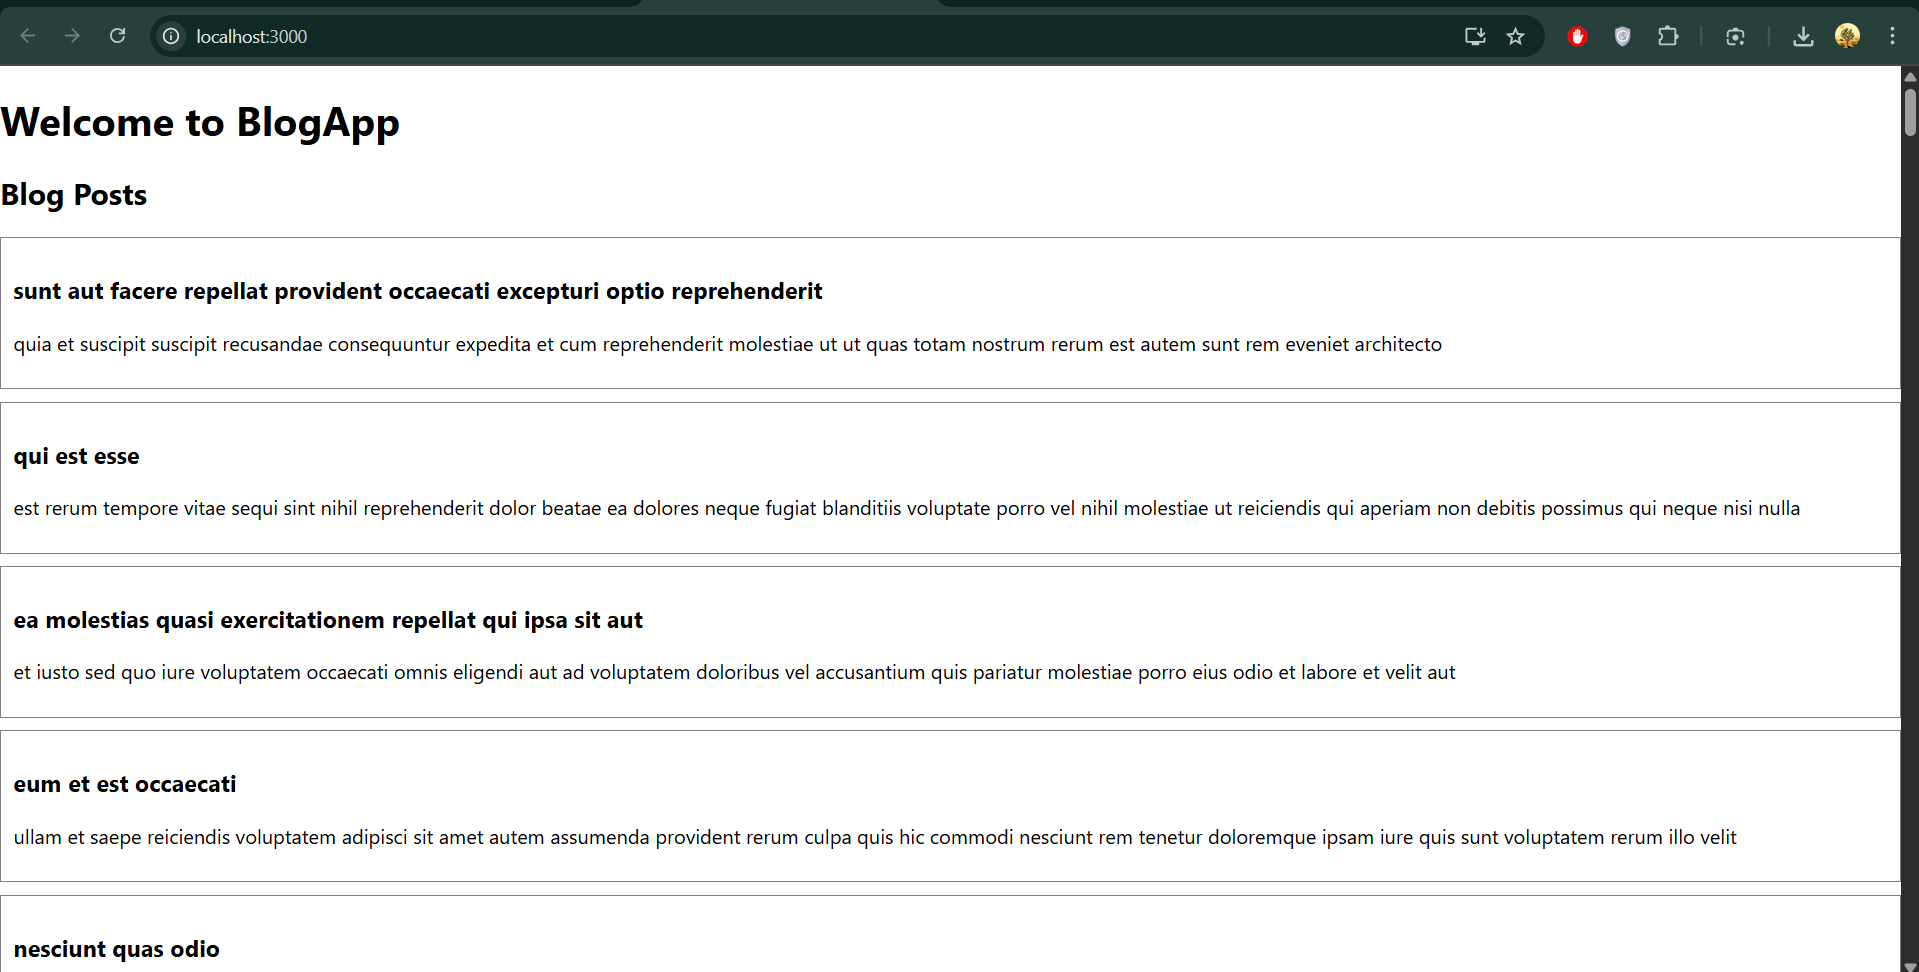 localhost:3000
Welcome to BlogApp
Blog Posts
sunt aut facere repellat provident occaecati excepturi optio reprehenderit
quia et suscipit suscipit recusandae consequuntur expedita et cum reprehenderit molestiae ut ut quas totam nostrum rerum est autem sunt rem eveniet architecto
qui est esse
est rerum tempore vitae sequi sint nihil reprehenderit dolor beatae ea dolores neque fugiat blanditiis voluptate porro vel nihil molestiae ut reiciendis qui aperiam non debitis possimus qui neque nisi nulla
ea molestias quasi exercitationem repellat qui ipsa sit aut
et iusto sed quo iure voluptatem occaecati omnis eligendi aut ad voluptatem doloribus vel accusantium quis pariatur molestiae porro eius odio et labore et velit aut
eum et est occaecati
ullam et saepe reiciendis voluptatem adipisci sit amet autem assumenda provident rerum culpa quis hic commodi nesciunt rem tenetur doloremque ipsam iure quis sunt voluptatem rerum illo velit
nesciunt quas odio